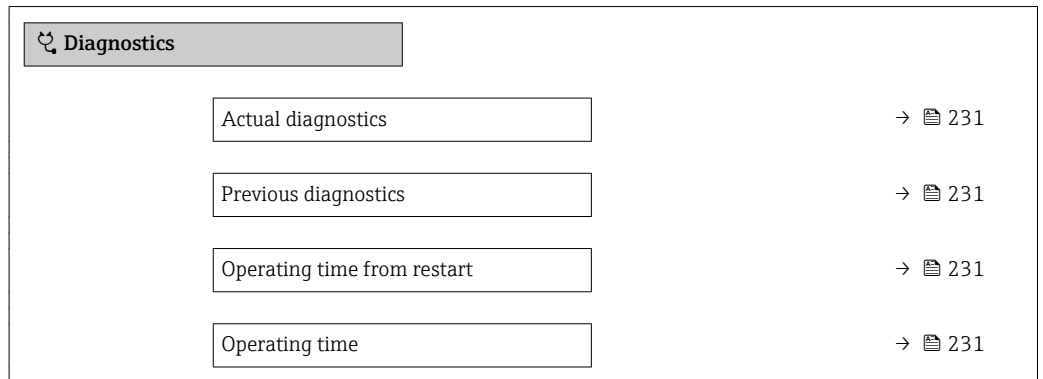 Diagnostics
Actual diagnostics → 231
Previous diagnostics → 231
Operating time from restart → 231
Operating time → 231